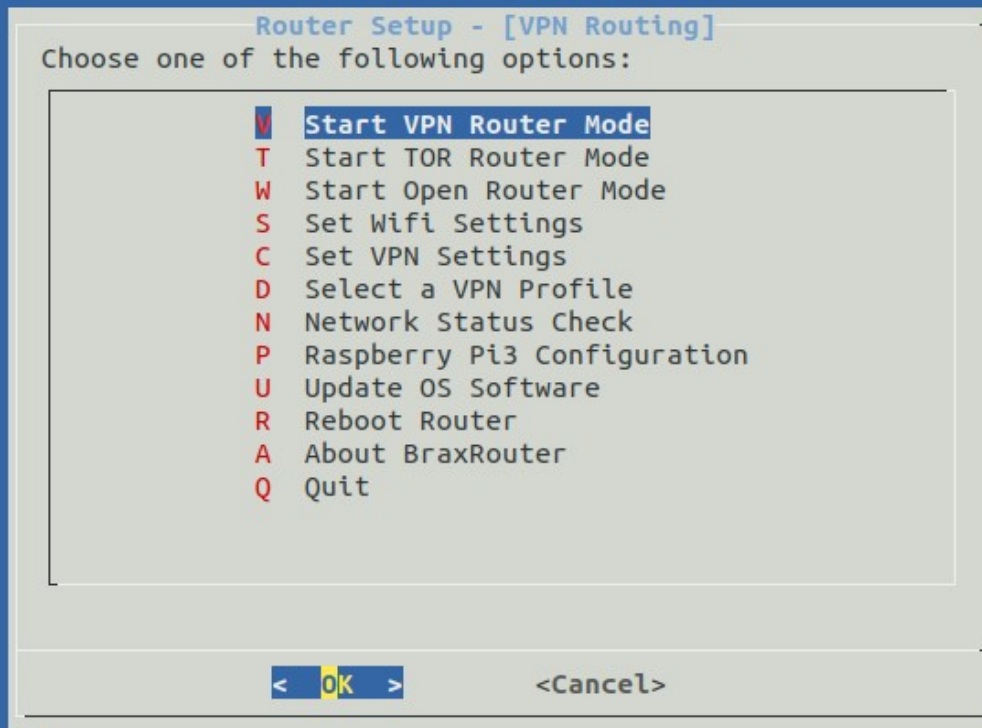 Router Setup - [VPN Routing]
Choose one of the following options:
V Start VPN Router Mode
T Start TOR Router Mode
W Start Open Router Mode
S Set Wifi Settings
C Set VPN Settings
D Select a VPN Profile
N Network Status Check
P Raspberry Pi3 Configuration
U Update OS Software
R Reboot Router
A About BraxRouter
Q Quit
< OK > <Cancel>